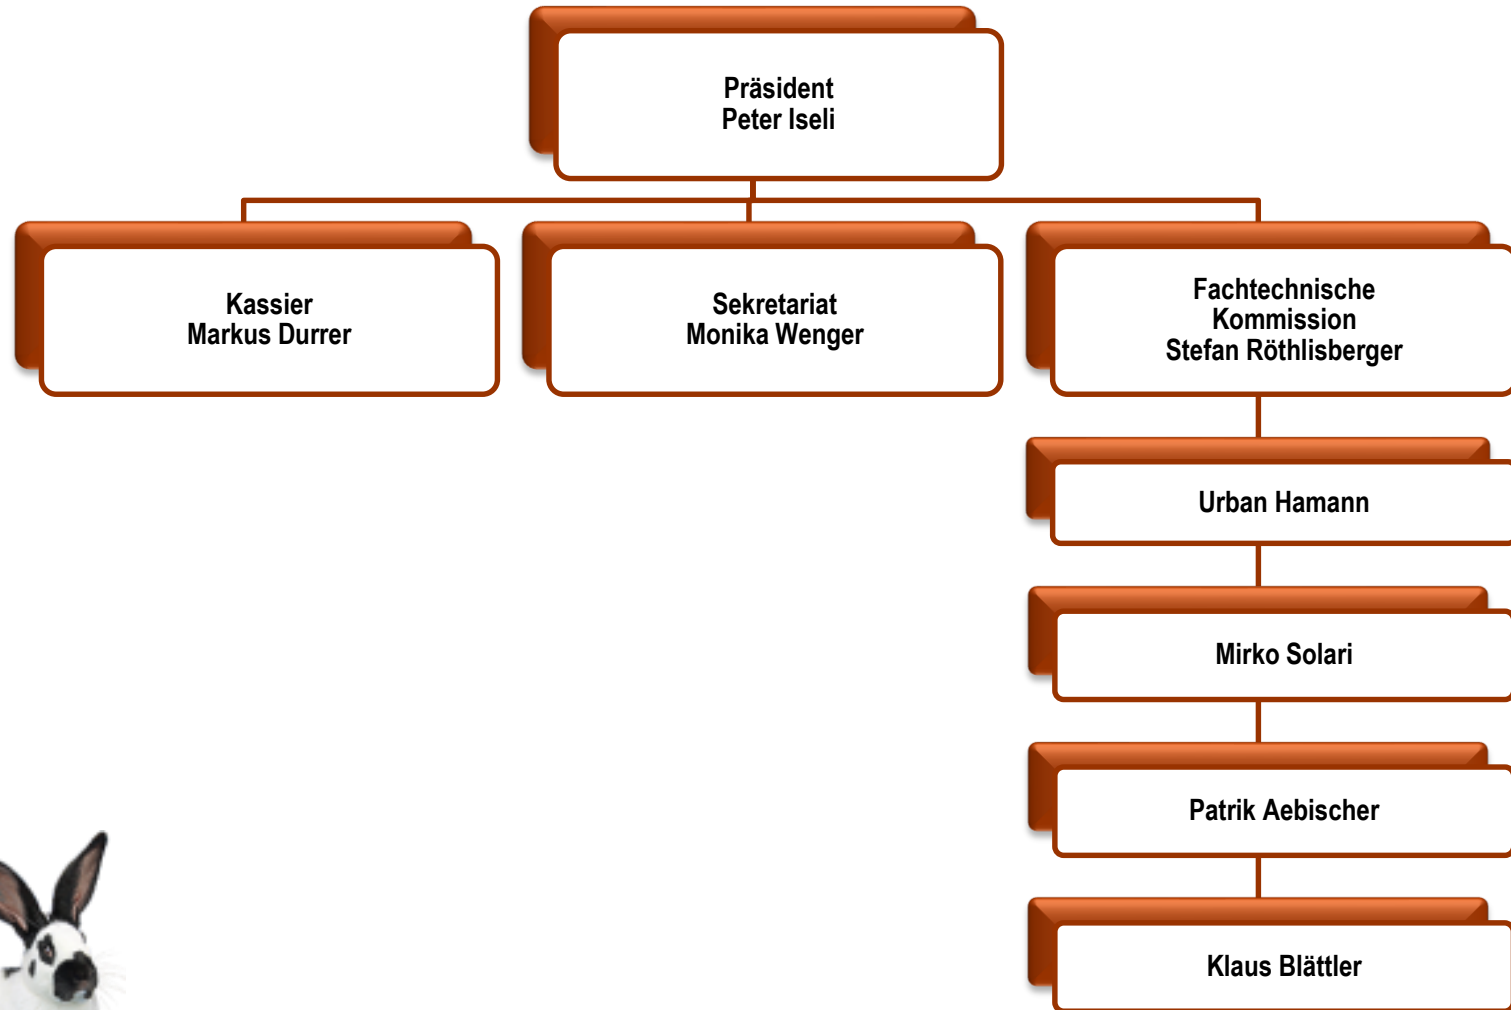 Präsident
Peter Iseli
Kassier
Markus Durrer
Sekretariat
Monika Wenger
Fachtechnische
Kommission
Stefan Röthlisberger
Urban Hamann
Mirko Solari
Patrik Aebischer
Klaus Blättler